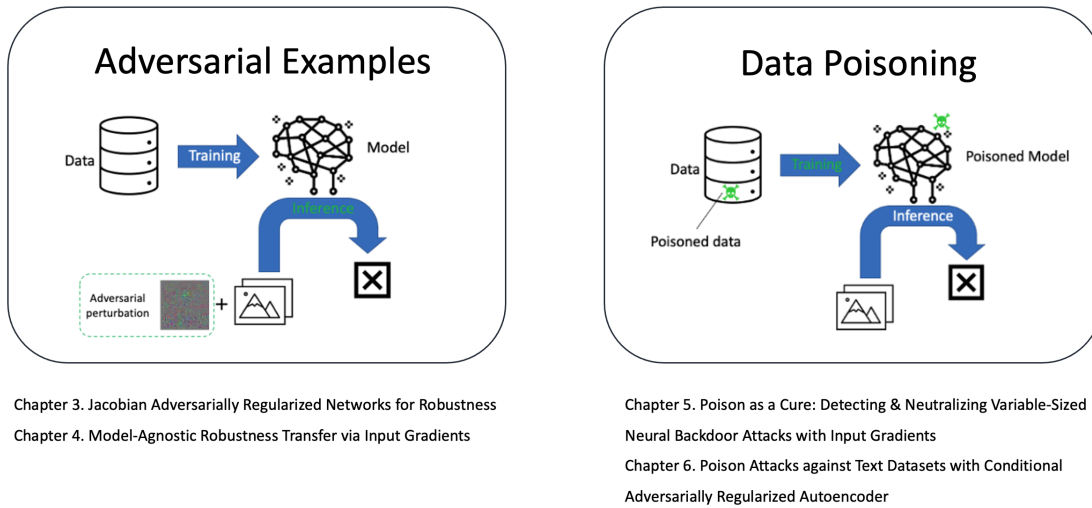 Adversarial Examples
Data
Training
Model
Inference
Adversarial
perturbation
+
Chapter 3. Jacobian Adversarially Regularized Networks for Robustness
Chapter 4. Model-Agnostic Robustness Transfer via Input Gradients
Data Poisoning
Data
Training
Poisoned Model
Poisoned data
Inference
Chapter 5. Poison as a Cure: Detecting & Neutralizing Variable-Sized
Neural Backdoor Attacks with Input Gradients
Chapter 6. Poison Attacks against Text Datasets with Conditional
Adversarially Regularized Autoencoder